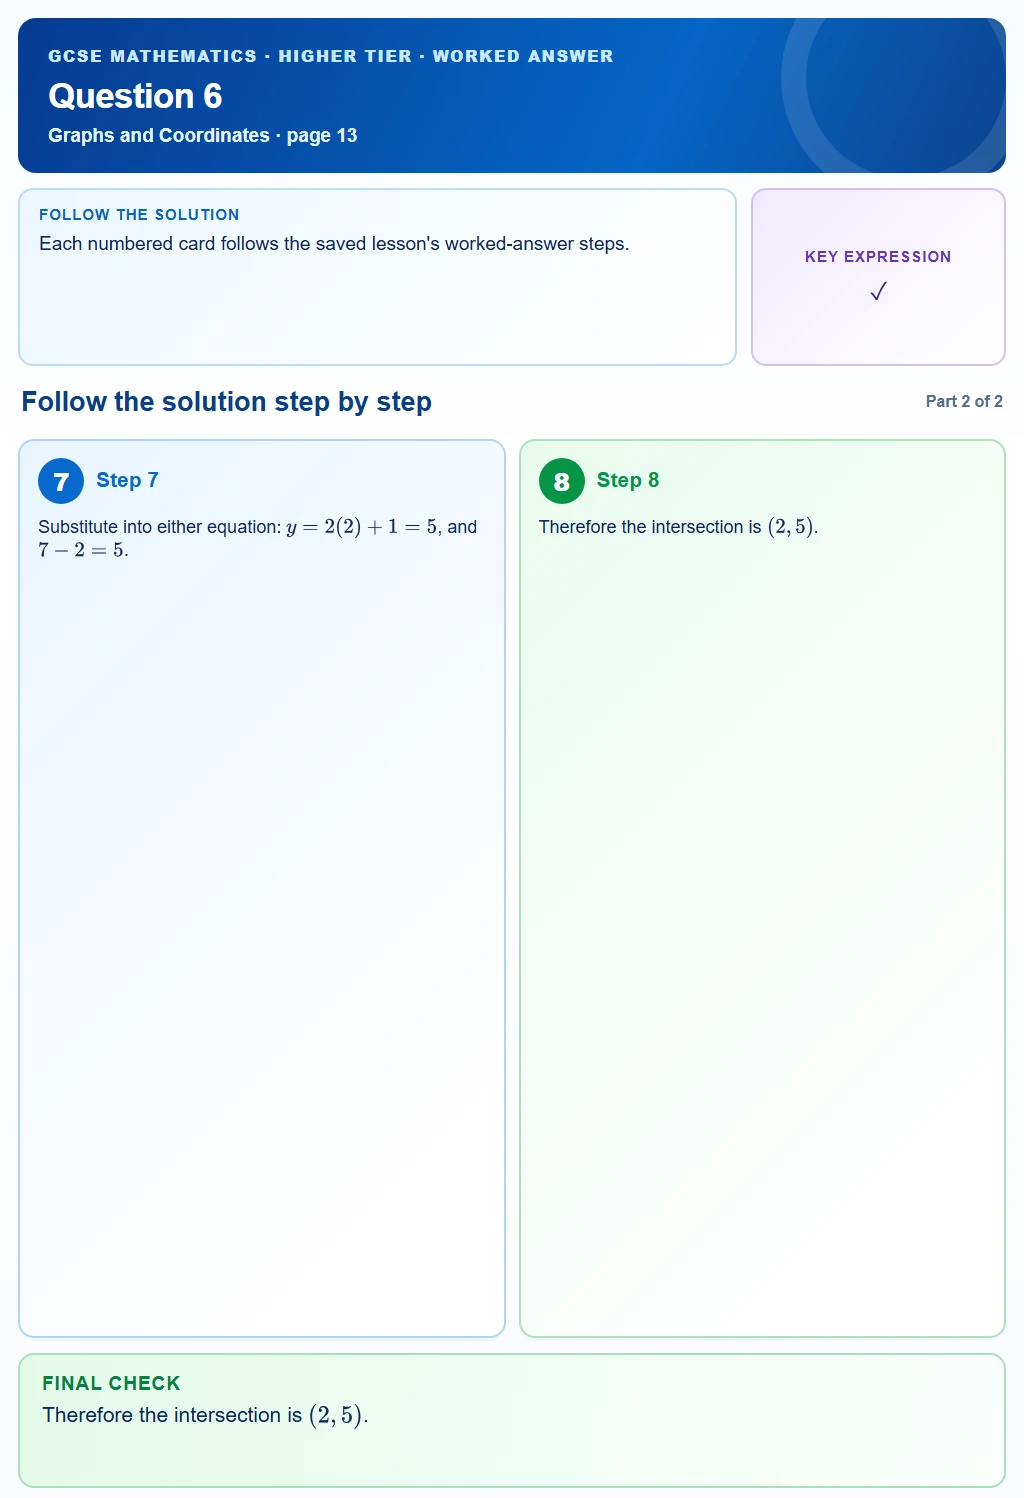 GCSE MATHEMATICS · HIGHER TIER · WORKED ANSWER
Question 6
Graphs and Coordinates · page 13
FOLLOW THE SOLUTION
Each numbered card follows the saved lesson's worked-answer steps.
KEY EXPRESSION
✓
Follow the solution step by step
Part 2 of 2
7 Step 7
Substitute into either equation: y = 2(2) + 1 = 5, and
7 − 2 = 5.
8 Step 8
Therefore the intersection is (2, 5).
FINAL CHECK
Therefore the intersection is (2, 5).